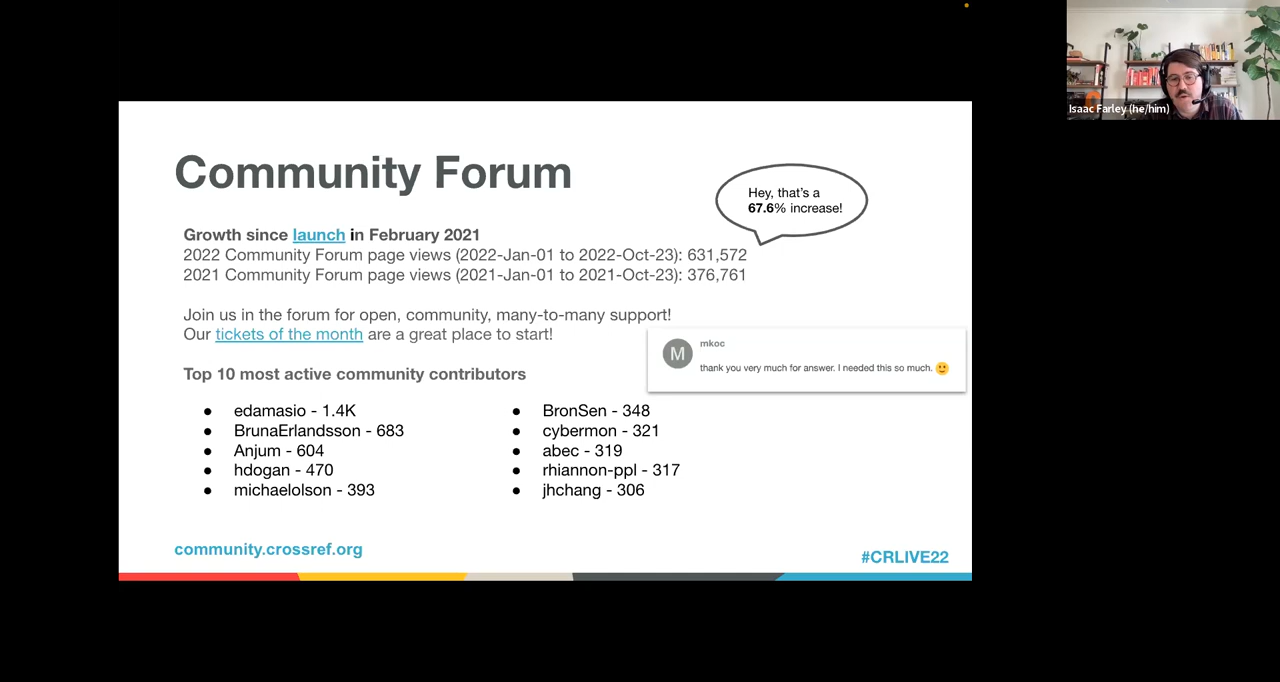 Isaac Farley (he/him)
Community Forum
Hey, that's a
67.6% increase!
Growth since launch in February 2021
2022 Community Forum page views (2022-Jan-01 to 2022-Oct-23): 631,572
2021 Community Forum page views (2021-Jan-01 to 2021-Oct-23): 376,761
Join us in the forum for open, community, many-to-many support!
Our tickets of the month are a great place to start!
M
mkoc
thank you very much for answer. I needed this so much. 🙂
Top 10 most active community contributors
● edamasio - 1.4K
● BrunaErlandsson - 683
● Anjum - 604
● hdogan - 470
● michaelolson - 393
● BronSen - 348
● cybermon - 321
● abec - 319
● rhiannon-ppl - 317
● jhchang - 306
community.crossref.org
#CRLIVE22